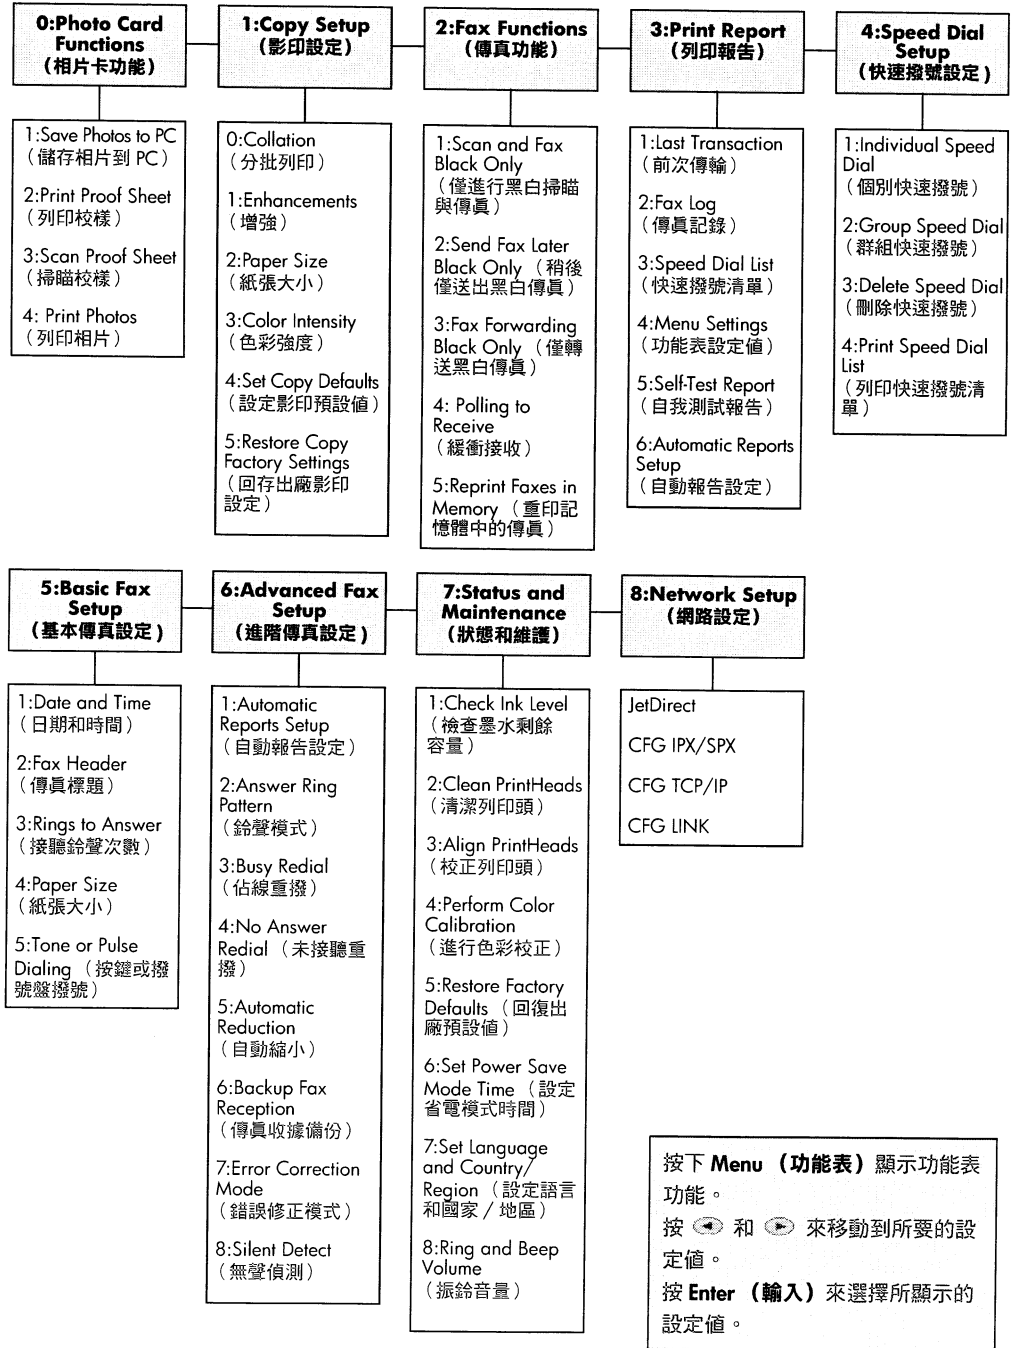 0:Photo Card
Functions
(相片卡功能)
1:Save Photos to PC
(儲存相片到 PC)
2:Print Proof Sheet
(列印校樣)
3:Scan Proof Sheet
(掃瞄校樣)
4: Print Photos
(列印相片)
1:Copy Setup
(影印設定)
0:Collation
(分批列印)
1:Enhancements
(增強)
2:Paper Size
(紙張大小)
3:Color Intensity
(色彩強度)
4:Set Copy Defaults
(設定影印預設值)
5:Restore Copy
Factory Settings
(回存出廠影印
設定)
2:Fax Functions
(傳真功能)
1:Scan and Fax
Black Only
(僅進行黑白掃瞄
與傳真)
2:Send Fax Later
Black Only (稍後
僅送出黑白傳真)
3:Fax Forwarding
Black Only (僅轉
送黑白傳真)
4: Polling to
Receive
(緩衝接收)
5:Reprint Faxes in
Memory (重印記
憶體中的傳真)
3:Print Report
(列印報告)
1:Last Transaction
(前次傳輸)
2:Fax Log
(傳真記錄)
3:Speed Dial List
(快速撥號清單)
4:Menu Settings
(功能表設定值)
5:Self-Test Report
(自我測試報告)
6:Automatic Reports
Setup
(自動報告設定)
4:Speed Dial
Setup
(快速撥號設定)
1:Individual Speed
Dial
(個別快速撥號)
2:Group Speed Dial
(群組快速撥號)
3:Delete Speed Dial
(刪除快速撥號)
4:Print Speed Dial
List
(列印快速撥號清
單)
5:Basic Fax
Setup
(基本傳真設定)
1:Date and Time
(日期和時間)
2:Fax Header
(傳真標題)
3:Rings to Answer
(接聽鈴聲次數)
4:Paper Size
(紙張大小)
5:Tone or Pulse
Dialing (按鍵或撥
號盤撥號)
6:Advanced Fax
Setup
(進階傳真設定)
1:Automatic
Reports Setup
(自動報告設定)
2:Answer Ring
Pattern
(鈴聲模式)
3:Busy Redial
(佔線重撥)
4:No Answer
Redial (未接聽重
撥)
5:Automatic
Reduction
(自動縮小)
6:Backup Fax
Reception
(傳真收據備份)
7:Error Correction
Mode
(錯誤修正模式)
8:Silent Detect
(無聲偵測)
7:Status and
Maintenance
(狀態和維護)
1:Check Ink Level
(檢查墨水剩餘
容量)
2:Clean PrintHeads
(清潔列印頭)
3:Align PrintHeads
(校正列印頭)
4:Perform Color
Calibration
(進行色彩校正)
5:Restore Factory
Defaults (回復出
廠預設值)
6:Set Power Save
Mode Time (設定
省電模式時間)
7:Set Language
and Country/
Region (設定語言
和國家/地區)
8:Ring and Beep
Volume
(振鈴音量)
8:Network Setup
(網路設定)
JetDirect
CFG IPX/SPX
CFG TCP/IP
CFG LINK
按下 Menu (功能表) 顯示功能表
功能。
按 和 來移動到所要的設
定值。
按 Enter (輸入) 來選擇所顯示的
設定值。